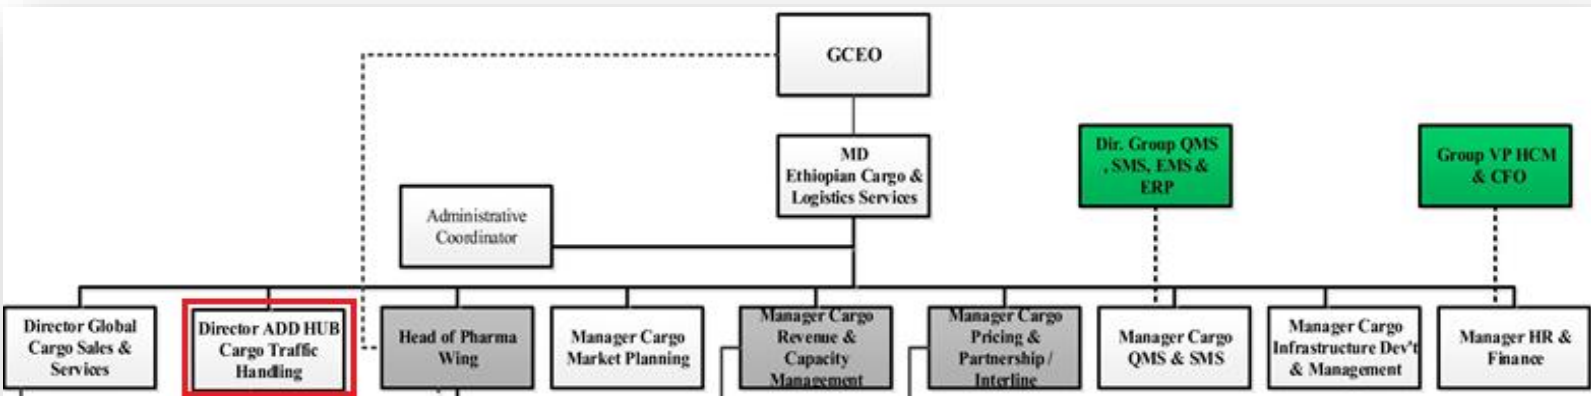 GCEO
MD
Ethiopian Cargo &
Logistics Services
Dir. Group QMS
, SMS, EMS &
ERP
Group VP HCM
& CFO
Administrative
Coordinator
Director Global
Cargo Sales &
Services
Director ADD HUB
Cargo Traffic
Handling
Head of Pharma
Wing
Manager Cargo
Market Planning
Manager Cargo
Revenue &
Capacity
Management
Manager Cargo
Pricing &
Partnership /
Interline
Manager Cargo
QMS & SMS
Manager Cargo
Infrastructure Dev't
& Management
Manager HR &
Finance